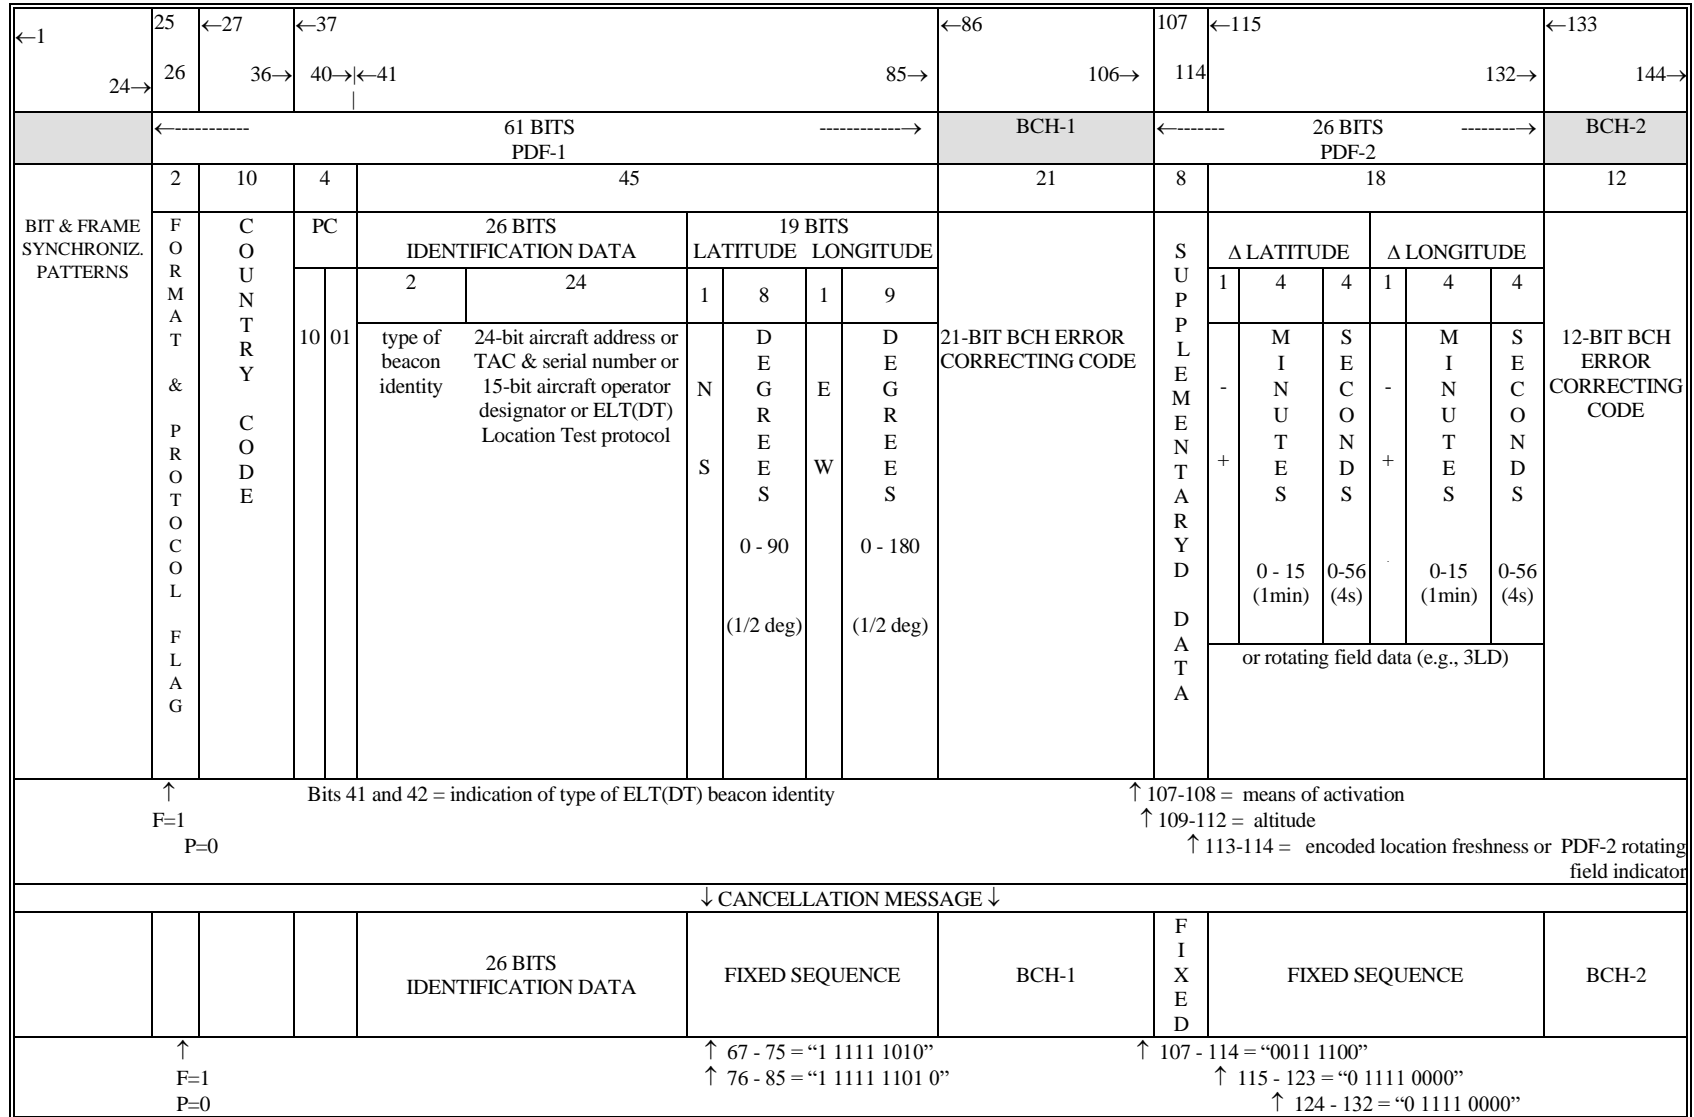 ←1
24→
25
26
←27
36→
←37
40→|←41
|
85→
←86
106→
107
114
←115
132→
←133
144→
←----------- 61 BITS ------------→
PDF-1
BCH-1
←------- 26 BITS --------→
PDF-2
BCH-2
2
10
4
45
21
8
18
12
BIT & FRAME
SYNCHRONIZ.
PATTERNS
FORMAT & PROTOCOL FLAG
COUNTRY CODE
PC
10 01
26 BITS
IDENTIFICATION DATA
2
24
type of
beacon
identity
24-bit aircraft address or
TAC & serial number or
15-bit aircraft operator
designator or ELT(DT)
Location Test protocol
19 BITS
LATITUDE LONGITUDE
1
8
1
9
N
S
DEGREES
0 - 90
(1/2 deg)
E
W
DEGREES
0 - 180
(1/2 deg)
21-BIT BCH ERROR
CORRECTING CODE
SUPPLEMENTARYD DATA
Δ LATITUDE
Δ LONGITUDE
1
4
4
1
4
4
-
+
MINUTES
0 - 15
(1min)
SECONDS
0-56
(4s)
-
+
MINUTES
0-15
(1min)
SECONDS
0-56
(4s)
or rotating field data (e.g., 3LD)
12-BIT BCH
ERROR
CORRECTING
CODE
↑
F=1
P=0
Bits 41 and 42 = indication of type of ELT(DT) beacon identity
↑ 107-108 = means of activation
↑ 109-112 = altitude
↑ 113-114 = encoded location freshness or PDF-2 rotating
field indicator
↓ CANCELLATION MESSAGE ↓
26 BITS
IDENTIFICATION DATA
FIXED SEQUENCE
BCH-1
FIXED
FIXED SEQUENCE
BCH-2
↑
F=1
P=0
↑ 67 - 75 = “1 1111 1010”
↑ 76 - 85 = “1 1111 1101 0”
↑ 107 - 114 = “0011 1100”
↑ 115 - 123 = “0 1111 0000”
↑ 124 - 132 = “0 1111 0000”